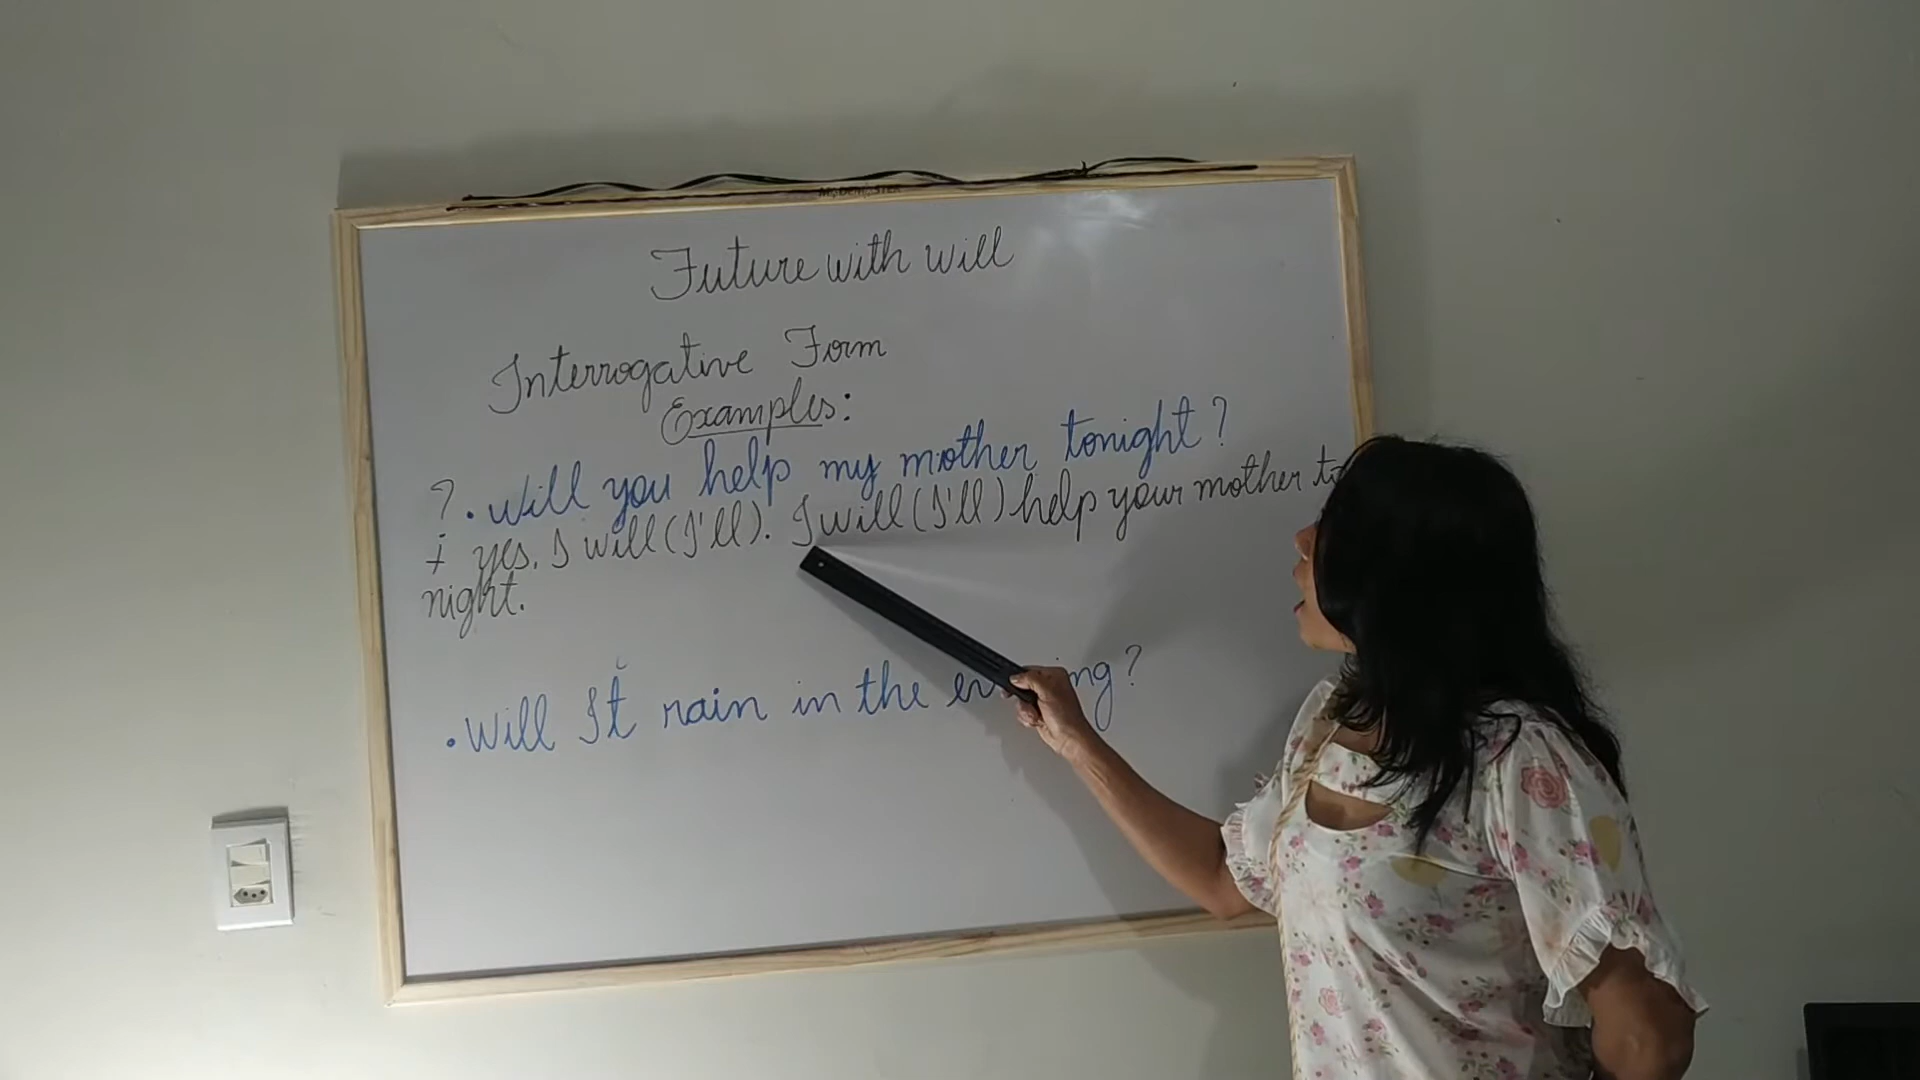 Future with will
Interrogative Form
Examples:
? . Will you help my mother tonight?
+ yes. I will (I'll). I will (I'll) help your mother to
night.
. Will It rain in the evening?